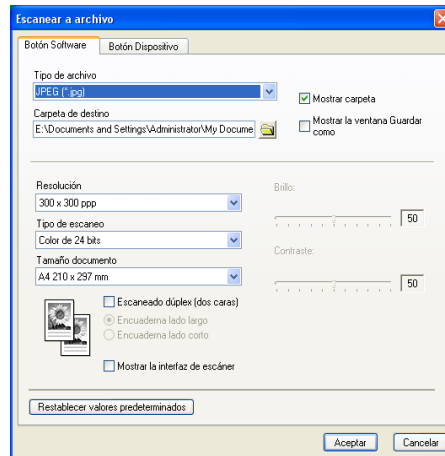 Escanear a archivo
Botón Software
Botón Dispositivo
Tipo de archivo
JPEG (*.jpg)
Mostrar carpeta
Carpeta de destino
E:\Documents and Settings\Administrator\My Docume
Mostrar la ventana Guardar
como
Resolución
300 x 300 ppp
Tipo de escaneo
Color de 24 bits
Tamaño documento
A4 210 x 297 mm
Brillo:
50
Contraste:
50
Escaneado dúplex (dos caras)
Encuaderna lado largo
Encuaderna lado corto
Mostrar la interfaz de escáner
Restablecer valores predeterminados
Aceptar
Cancelar